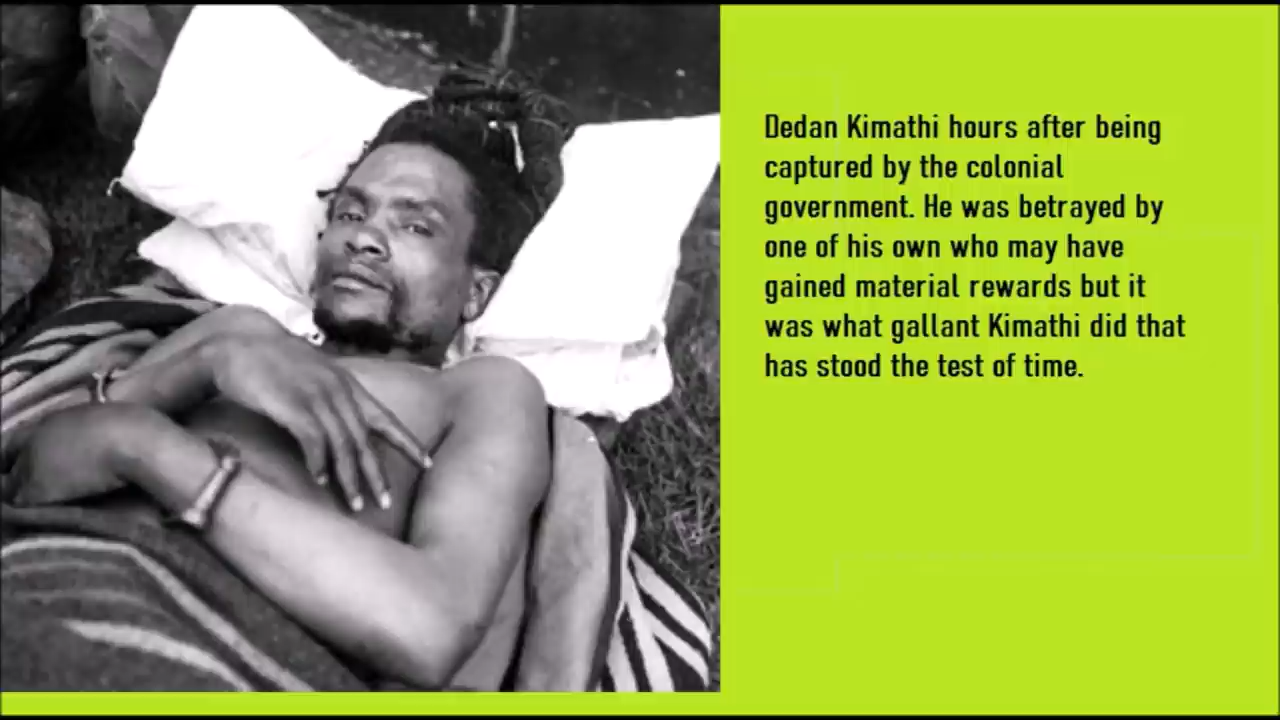 Dedan Kimathi hours after being
captured by the colonial
government. He was betrayed by
one of his own who may have
gained material rewards but it
was what gallant Kimathi did that
has stood the test of time.